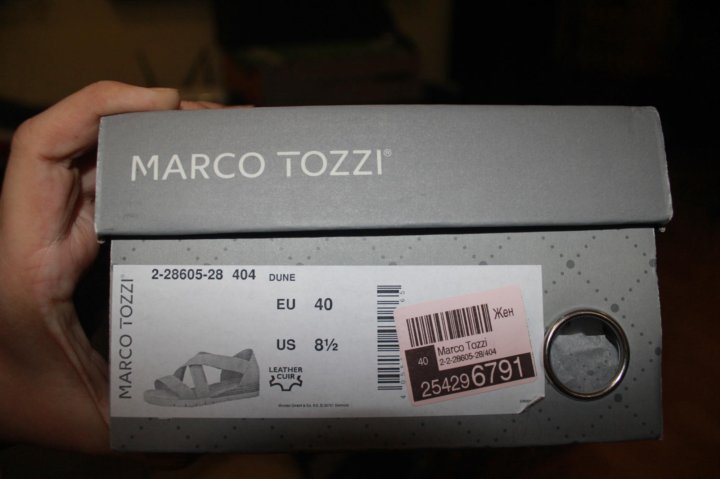 MARCO TOZZI®
2-28605-28 404 DUNE
EU 40
US 8½
LEATHER
CUIR
MARCO TOZZI®
Жен
40 Marco Tozzi
2-2-28605-28/404
254296791